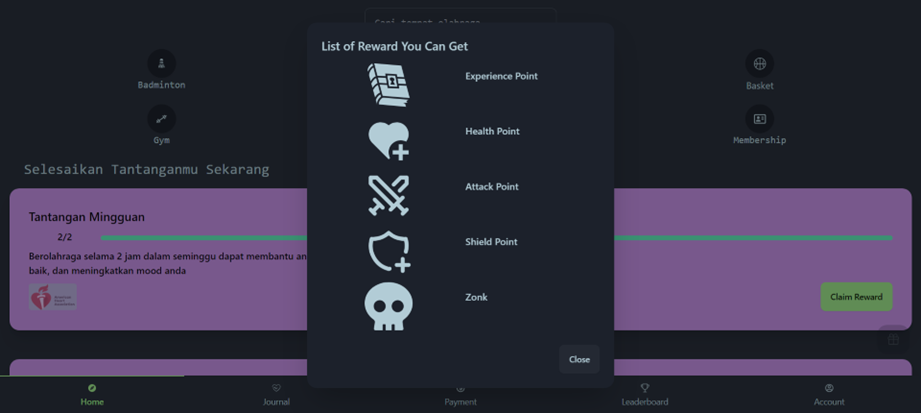 Cari tempat olahraga
List of Reward You Can Get
Experience Point
Health Point
Attack Point
Shield Point
Zonk
Close
Badminton
Basket
Gym
Membership
Selesaikan Tantanganmu Sekarang
Tantangan Mingguan
2/2
Berolahraga selama 2 jam dalam seminggu dapat membantu an
baik, dan meningkatkan mood anda
Claim Reward
Home
Journal
Payment
Leaderboard
Account